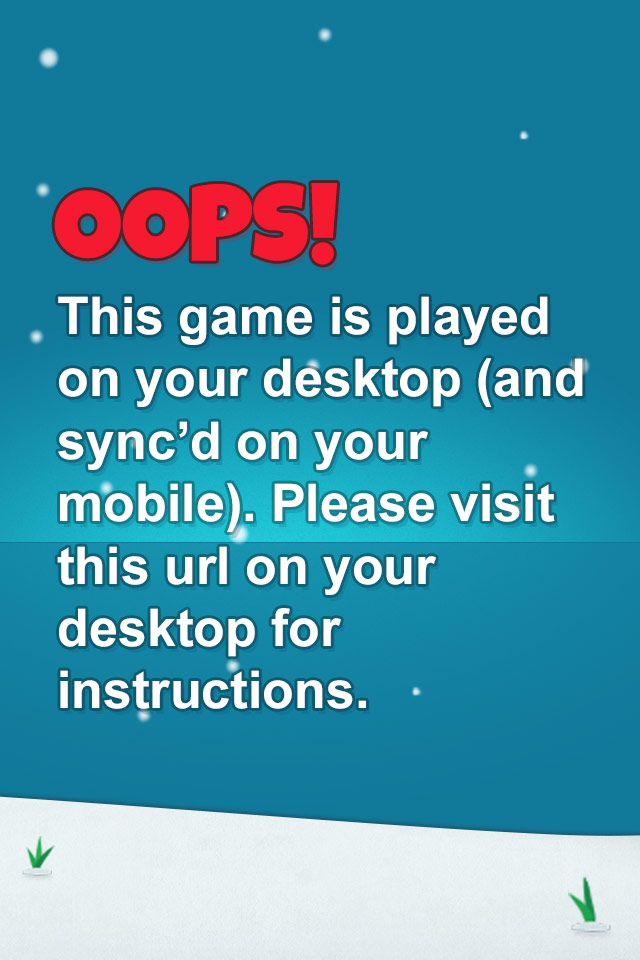 OOPS!
This game is played
on your desktop (and
sync’d on your
mobile). Please visit
this url on your
desktop for
instructions.